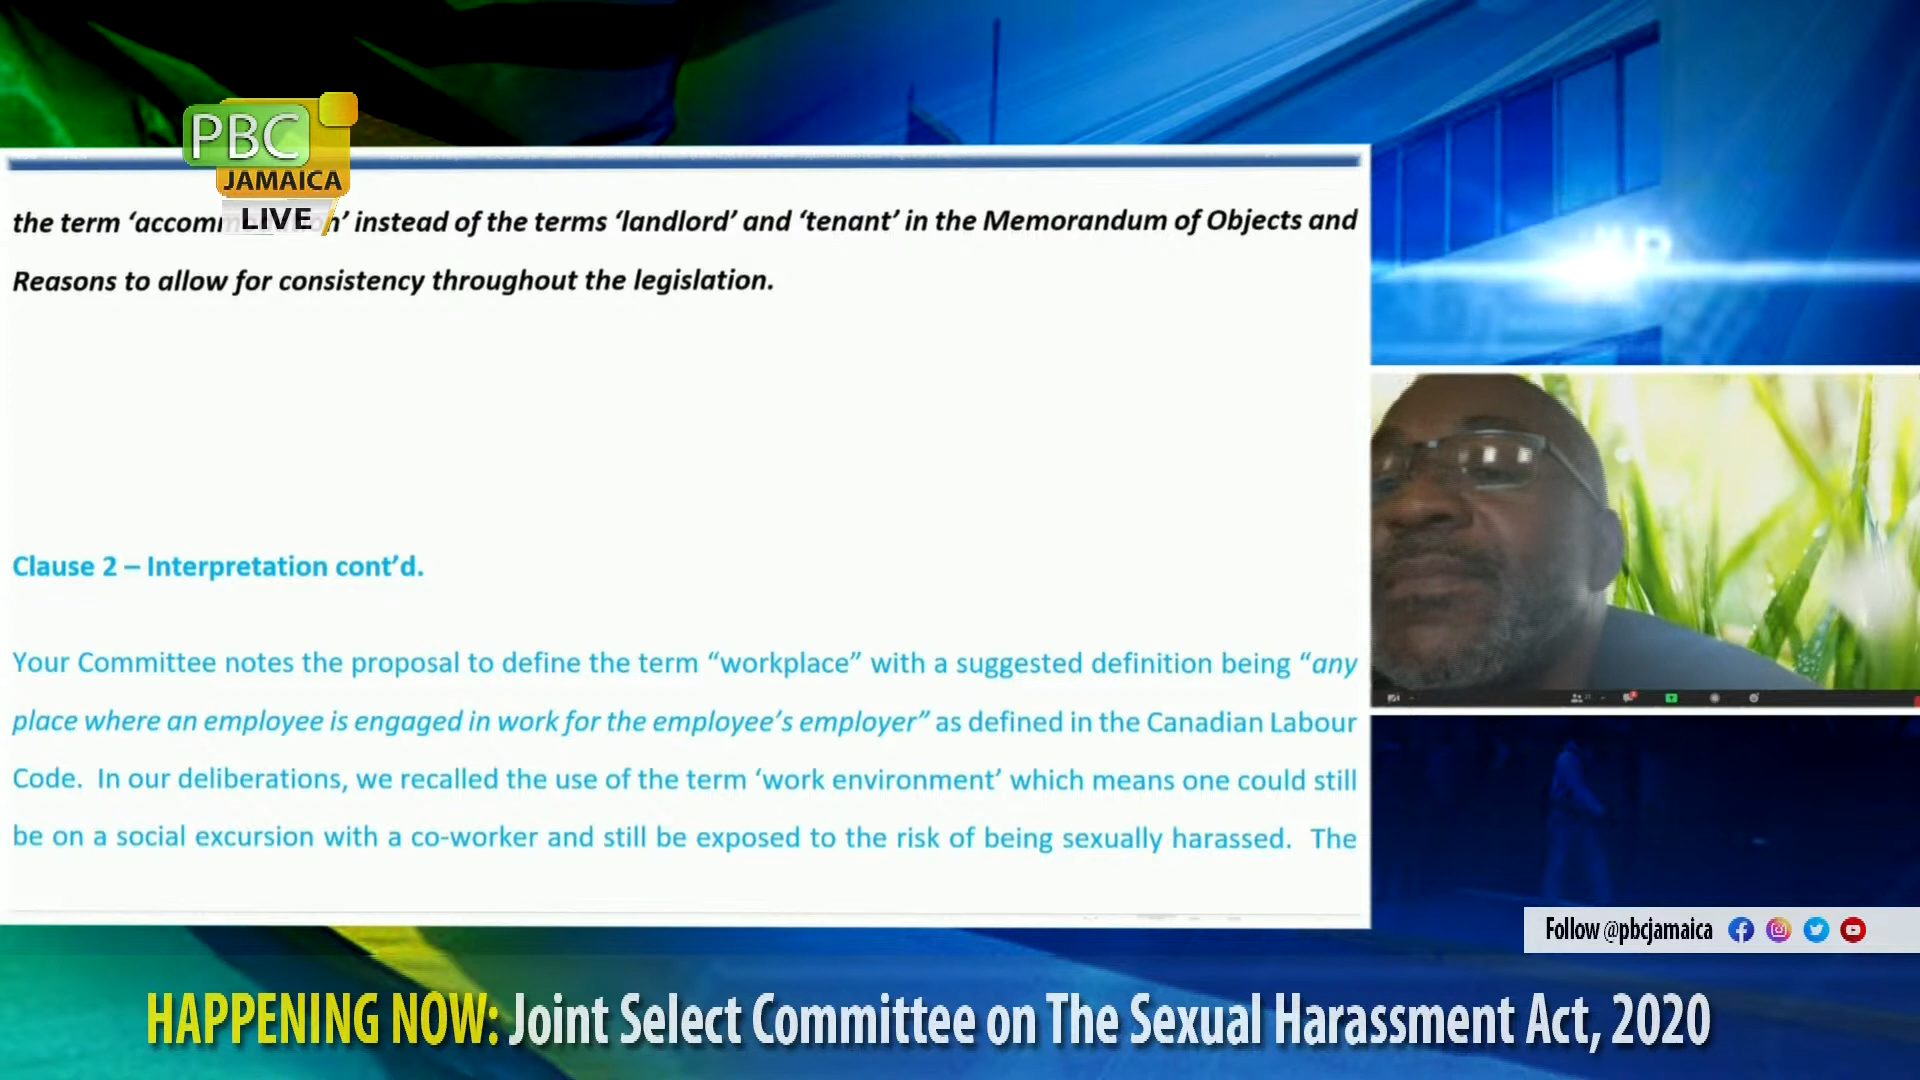 PBC
JAMAICA
LIVE
the term ‘accomm n’ instead of the terms ‘landlord’ and ‘tenant’ in the Memorandum of Objects and
Reasons to allow for consistency throughout the legislation.
Clause 2 – Interpretation cont’d.
Your Committee notes the proposal to define the term “workplace” with a suggested definition being “any
place where an employee is engaged in work for the employee’s employer” as defined in the Canadian Labour
Code. In our deliberations, we recalled the use of the term ‘work environment’ which means one could still
be on a social excursion with a co-worker and still be exposed to the risk of being sexually harassed. The
Follow @pbcjamaica
HAPPENING NOW: Joint Select Committee on The Sexual Harassment Act, 2020